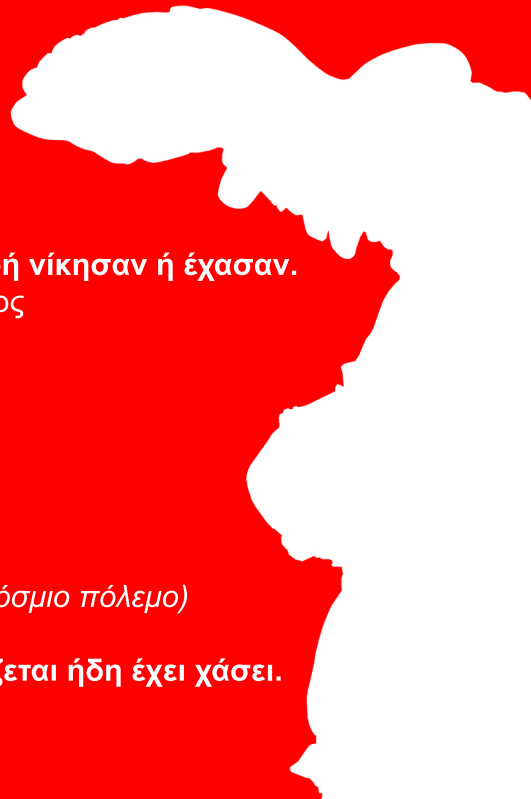 ή νίκησαν ή έχασαν.
ος
όσμιο πόλεμο)
ζεται ήδη έχει χάσει.